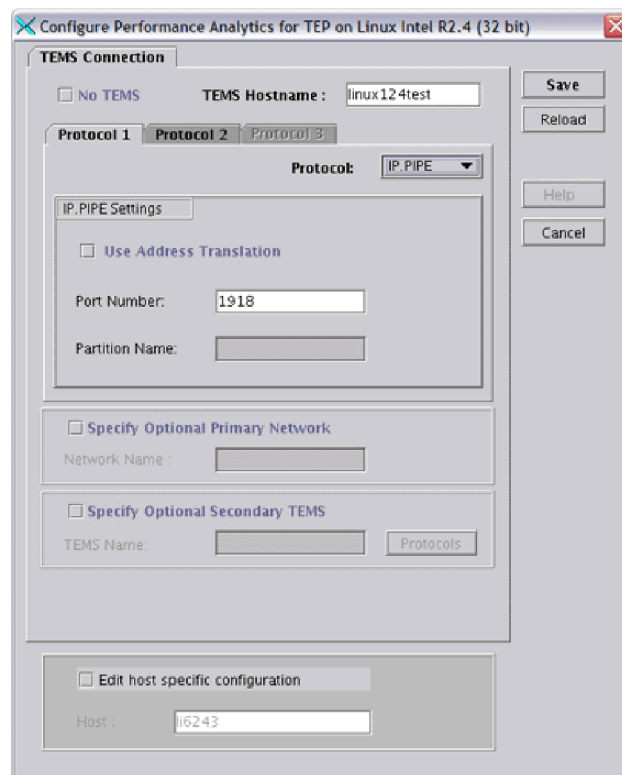 Configure Performance Analytics for TEP on Linux Intel R2.4 (32 bit)
TEMS Connection
No TEMS
TEMS Hostname :
linux124test
Save
Reload
Help
Cancel
Protocol 1
Protocol 2
Protocol 3
Protocol:
IP.PIPE
IP.PIPE Settings
Use Address Translation
Port Number:
1918
Partition Name:
Specify Optional Primary Network
Network Name :
Specify Optional Secondary TEMS
TEMS Name:
Protocols
Edit host specific configuration
Host :
li6243